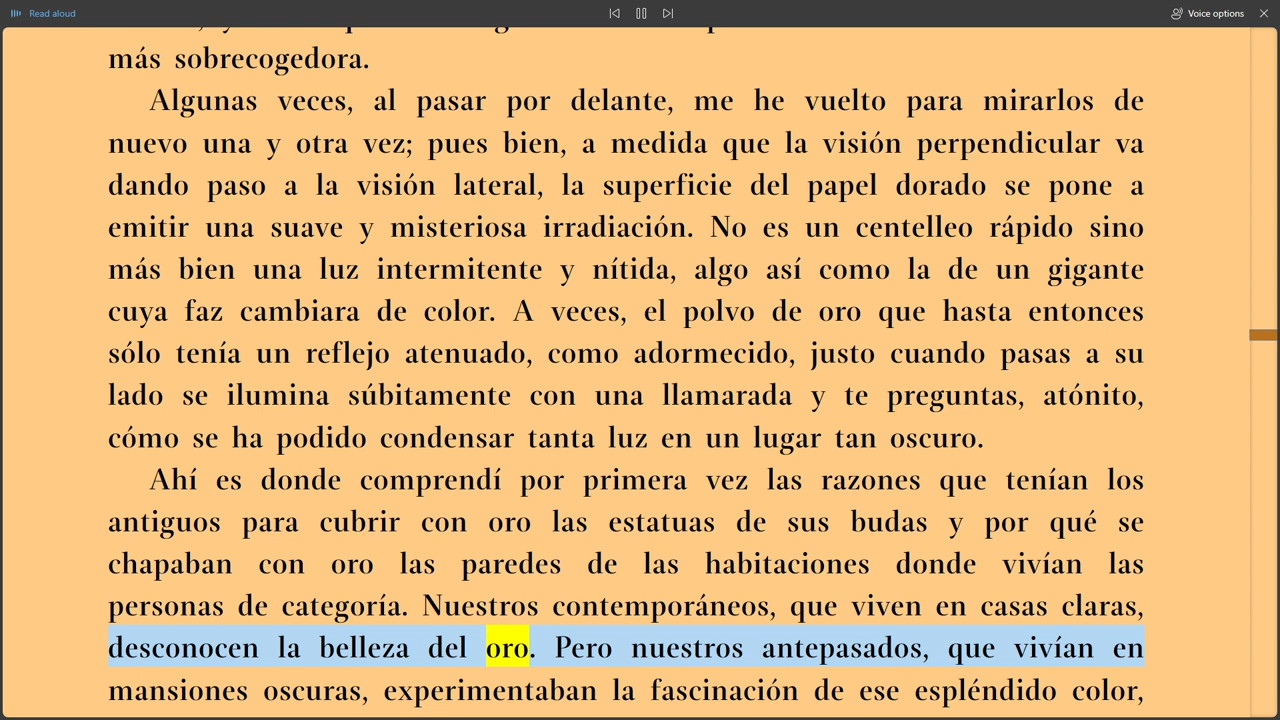 Read aloud
Voice options
más sobrecogedora.
Algunas veces, al pasar por delante, me he vuelto para mirarlos de
nuevo una y otra vez; pues bien, a medida que la visión perpendicular va
dando paso a la visión lateral, la superficie del papel dorado se pone a
emitir una suave y misteriosa irradiación. No es un centelleo rápido sino
más bien una luz intermitente y nítida, algo así como la de un gigante
cuya faz cambiara de color. A veces, el polvo de oro que hasta entonces
sólo tenía un reflejo atenuado, como adormecido, justo cuando pasas a su
lado se ilumina súbitamente con una llamarada y te preguntas, atónito,
cómo se ha podido condensar tanta luz en un lugar tan oscuro.
Ahí es donde comprendí por primera vez las razones que tenían los
antiguos para cubrir con oro las estatuas de sus budas y por qué se
chapaban con oro las paredes de las habitaciones donde vivían las
personas de categoría. Nuestros contemporáneos, que viven en casas claras,
desconocen la belleza del oro. Pero nuestros antepasados, que vivían en
mansiones oscuras, experimentaban la fascinación de ese espléndido color,